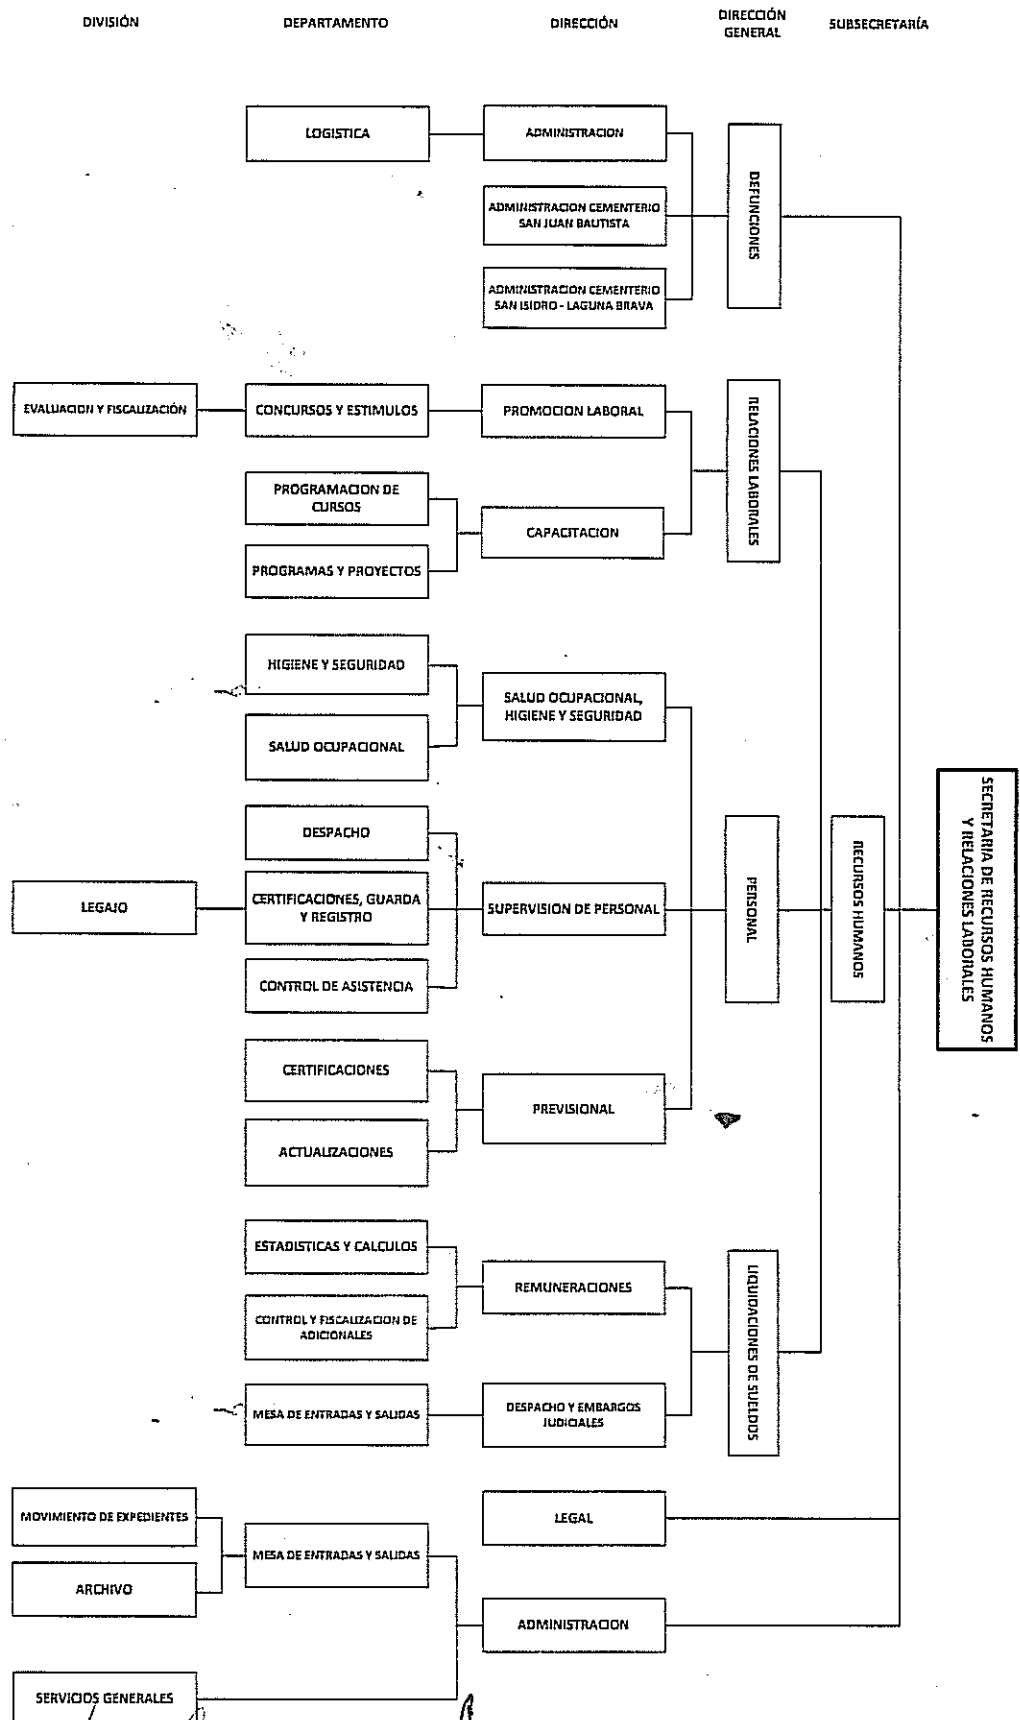 DIVISIÓN
DEPARTAMENTO
DIRECCIÓN
DIRECCIÓN
GENERAL
SUBSECRETARÍA
LOGISTICA
ADMINISTRACION
ADMINISTRACION CEMENTERIO
SAN JUAN BAUTISTA
ADMINISTRACION CEMENTERIO
SAN ISIDRO - LAGUNA BRAVA
DEFUNCIONES
EVALUACION Y FISCALIZACIÓN
CONCURSOS Y ESTIMULOS
PROMOCION LABORAL
RELACIONES LABORALES
PROGRAMACION DE
CURSOS
PROGRAMAS Y PROYECTOS
CAPACITACION
HIGIENE Y SEGURIDAD
SALUD OCUPACIONAL
SALUD OCUPACIONAL,
HIGIENE Y SEGURIDAD
DESPACHO
LEGAJO
CERTIFICACIONES, GUARDA
Y REGISTRO
SUPERVISION DE PERSONAL
PERSONAL
RECURSOS HUMANOS
SECRETARIA DE RECURSOS HUMANOS
Y RELACIONES LABORALES
CONTROL DE ASISTENCIA
CERTIFICACIONES
ACTUALIZACIONES
PREVISIONAL
ESTADISTICAS Y CALCULOS
CONTROL Y FISCALIZACION DE
ADICIONALES
REMUNERACIONES
LIQUIDACIONES DE SUELDOS
MESA DE ENTRADAS Y SALIDAS
DESPACHO Y EMBARGOS
JUDICIALES
LEGAL
MOVIMIENTO DE EXPEDIENTES
ARCHIVO
MESA DE ENTRADAS Y SALIDAS
ADMINISTRACION
SERVICIOS GENERALES